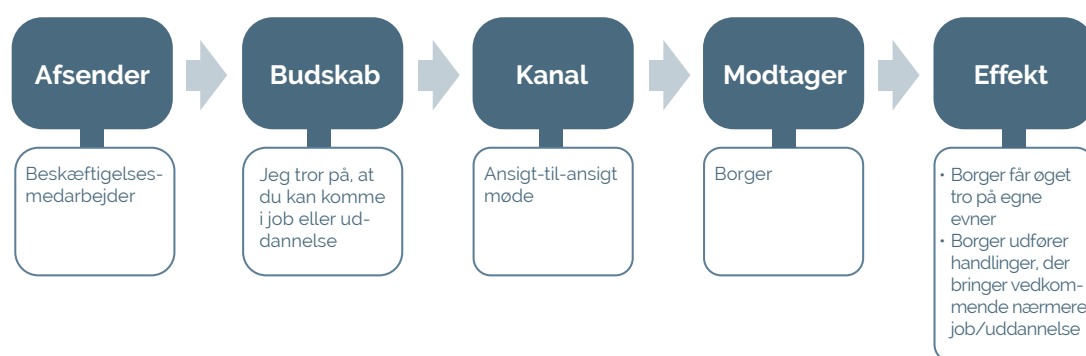 Afsender
Budskab
Kanal
Modtager
Effekt
Beskæftigelses-
medarbejder
Jeg tror på, at
du kan komme
i job eller ud-
dannelse
Ansigt-til-ansigt
møde
Borger
• Borger får øget
tro på egne
evner
• Borger udfører
handlinger, der
bringer vedkom-
mende nærmere
job/uddannelse